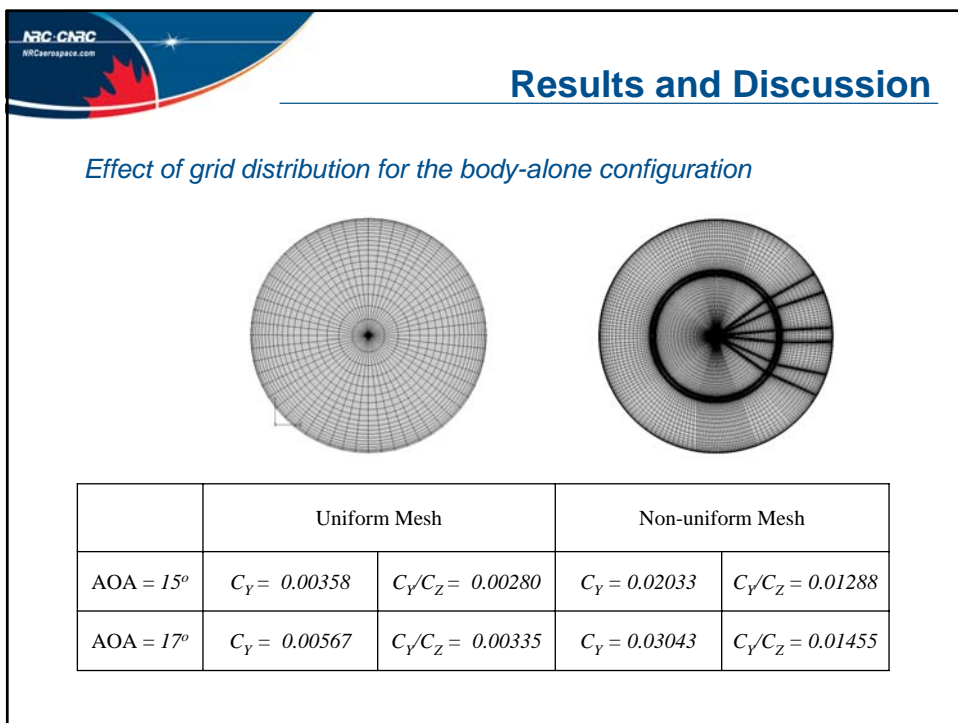 NRC·CNRC
NRCaerospace.com
Results and Discussion
Effect of grid distribution for the body-alone configuration
Uniform Mesh Non-uniform Mesh
AOA = 15º C_Y = 0.00358 C_Y/C_Z = 0.00280 C_Y = 0.02033 C_Y/C_Z = 0.01288
AOA = 17º C_Y = 0.00567 C_Y/C_Z = 0.00335 C_Y = 0.03043 C_Y/C_Z = 0.01455